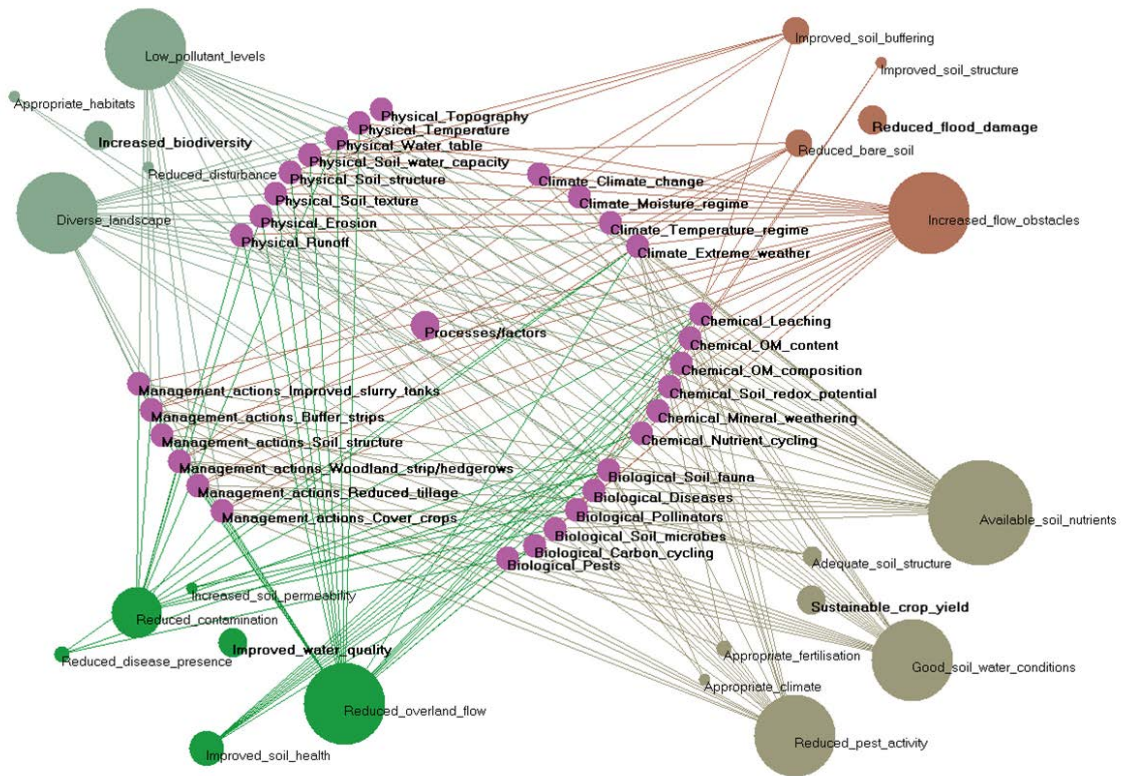 Improved_soil_buffering
Low_pollutant_levels
Improved_soil_structure
Appropriate_habitats
Physical_Topography
Physical_Temperature
Reduced_flood_damage
Increased_biodiversity
Physical_Water_table
Reduced_bare_soil
Physical_Soil_water_capacity
Reduced_disturbance
Physical_Soil_structure
Climate_Climate_change
Physical_Soil_texture
Climate_Moisture_regime
Diverse_landscape
Increased_flow_obstacles
Physical_Erosion
Climate_Temperature_regime
Physical_Runoff
Climate_Extreme_weather
Chemical_Leaching
Processes/factors
Chemical_OM_content
Chemical_OM_composition
Management_actions_Improved_slurry_tanks
Chemical_Soil_redox_potential
Management_actions_Buffer_strips
Chemical_Mineral_weathering
Management_actions_Soil_structure
Chemical_Nutrient_cycling
Management_actions_Woodland_strip/hedgerows
Biological_Soil_fauna
Management_actions_Reduced_tillage
Biological_Diseases
Management_actions_Cover_crops
Biological_Pollinators
Available_soil_nutrients
Biological_Soil_microbes
Biological_Carbon_cycling
Biological_Pests
Adequate_soil_structure
Increased_soil_permeability
Sustainable_crop_yield
Reduced_contamination
Improved_water_quality
Appropriate_fertilisation
Reduced_disease_presence
Good_soil_water_conditions
Appropriate_climate
Reduced_overland_flow
Reduced_pest_activity
Improved_soil_health